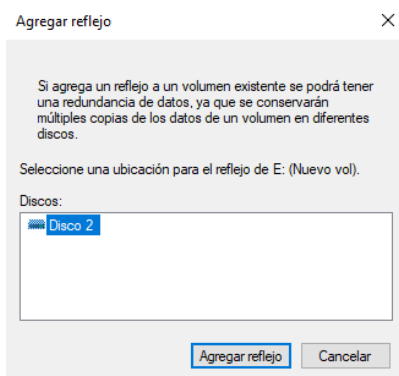 Agregar reflejo
Si agrega un reflejo a un volumen existente se podrá tener
una redundancia de datos, ya que se conservarán
múltiples copias de los datos de un volumen en diferentes
discos.
Seleccione una ubicación para el reflejo de E: (Nuevo vol).
Discos:
Disco 2
Agregar reflejo Cancelar